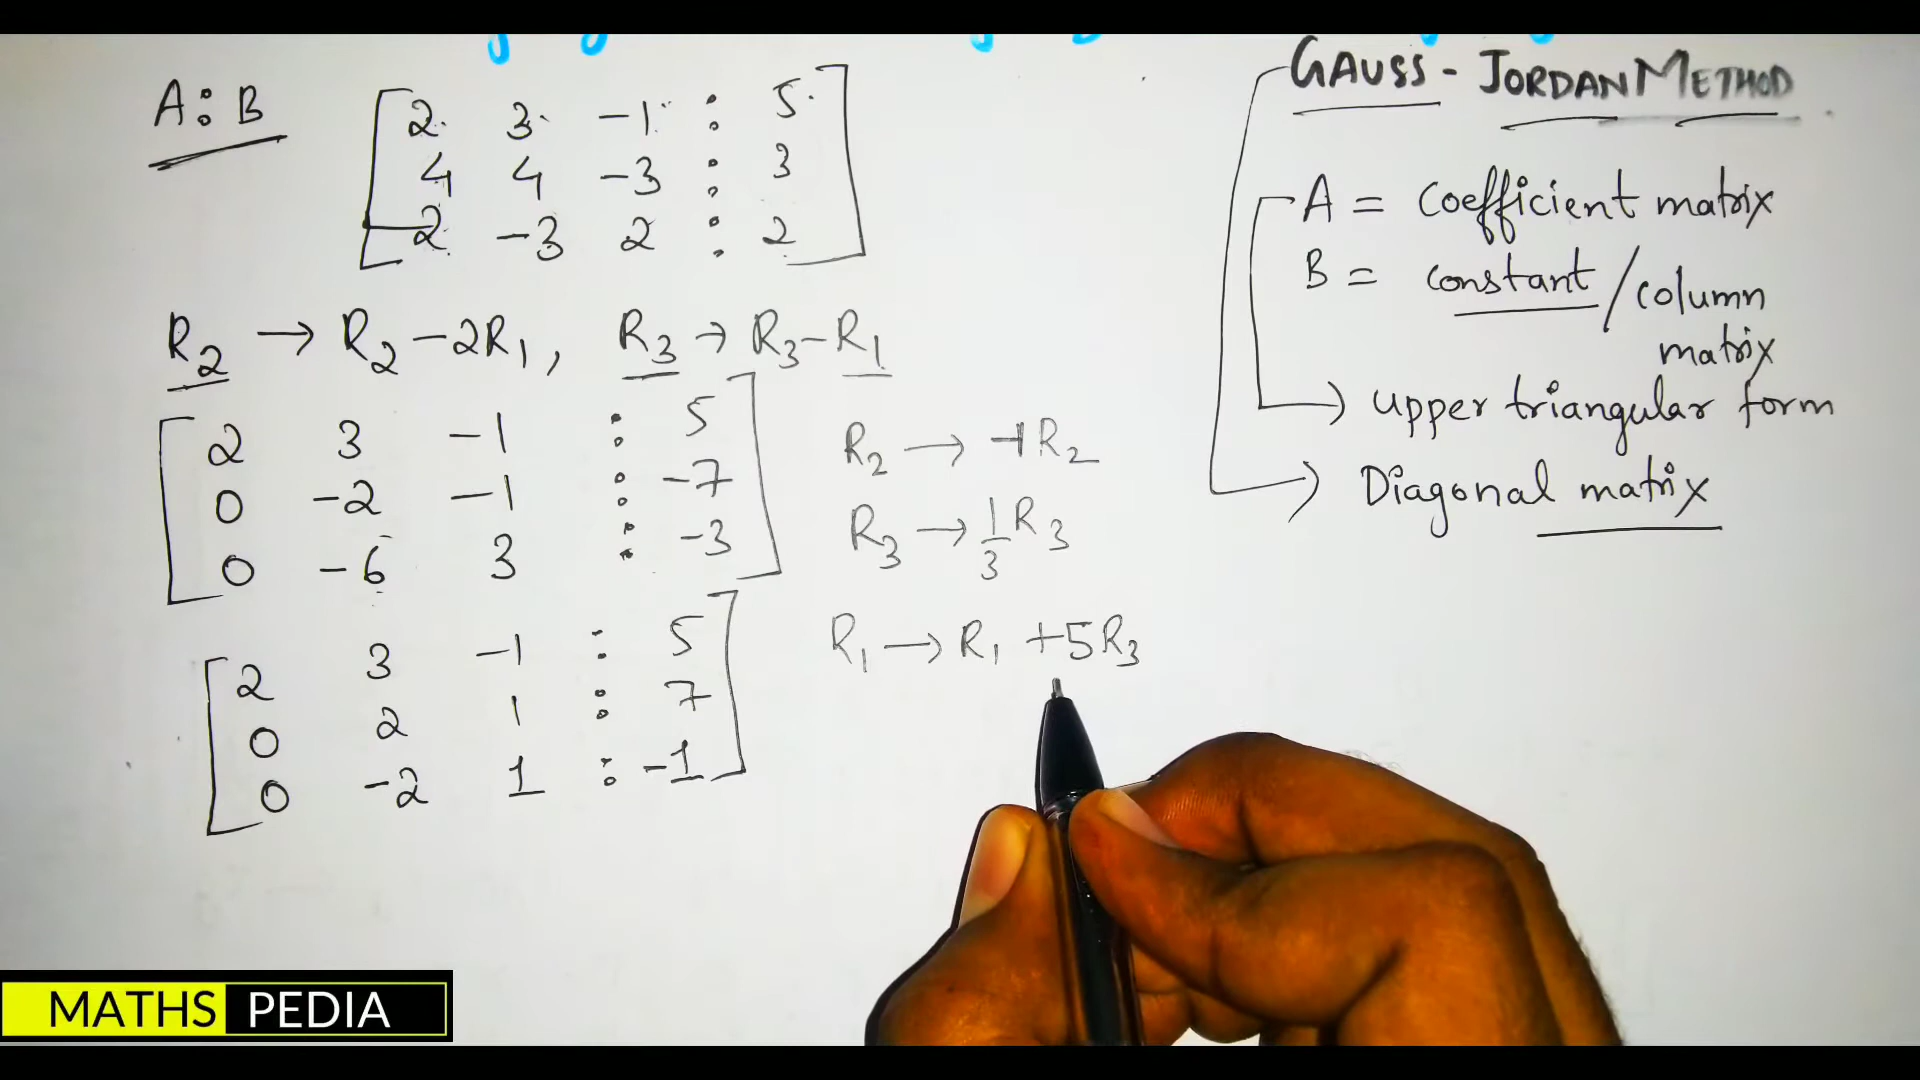 GAUSS - JORDAN METHOD
A : B
2 3 -1 : 5
4 4 -3 : 3
2 -3 2 : 2
A = Coefficient matrix
B = constant / column matrix
→ upper triangular form
→ Diagonal matrix
R2 → R2 - 2R1, R3 → R3 - R1
2 3 -1 : 5
0 -2 -1 : -7
0 -6 3 : -3
R2 → -1R2
R3 → 1/3 R3
2 3 -1 : 5
0 2 1 : 7
0 -2 1 : -1
R1 → R1 + 5R3
MATHS PEDIA